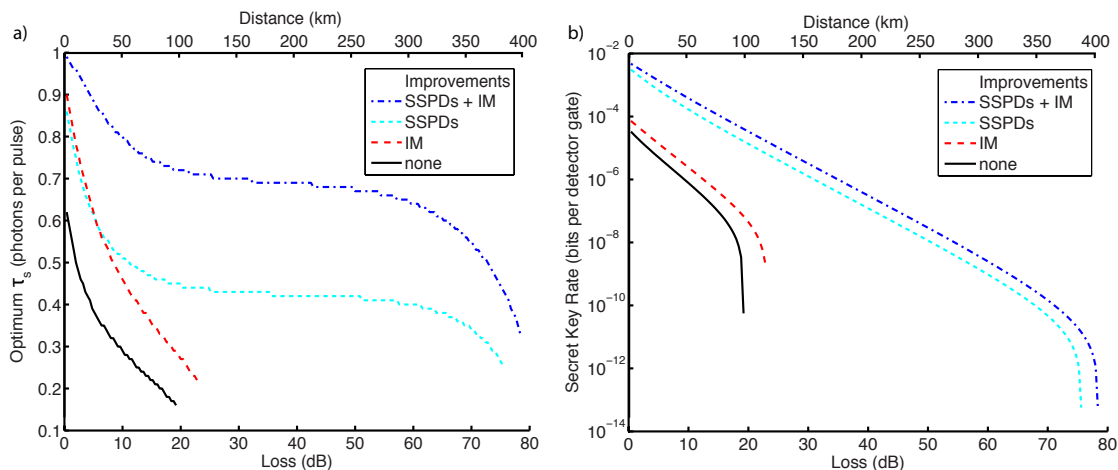 a)
Distance (km)
0 50 100 150 200 250 300 350 400
1
0.9
0.8
0.7
0.6
0.5
0.4
0.3
0.2
0.1
Optimum τs (photons per pulse)
Improvements
SSPDs + IM
SSPDs
IM
none
0 10 20 30 40 50 60 70 80
Loss (dB)
b)
Distance (km)
0 50 100 150 200 250 300 350 400
10⁻²
10⁻⁴
10⁻⁶
10⁻⁸
10⁻¹⁰
10⁻¹²
10⁻¹⁴
Secret Key Rate (bits per detector gate)
Improvements
SSPDs + IM
SSPDs
IM
none
0 10 20 30 40 50 60 70 80
Loss (dB)